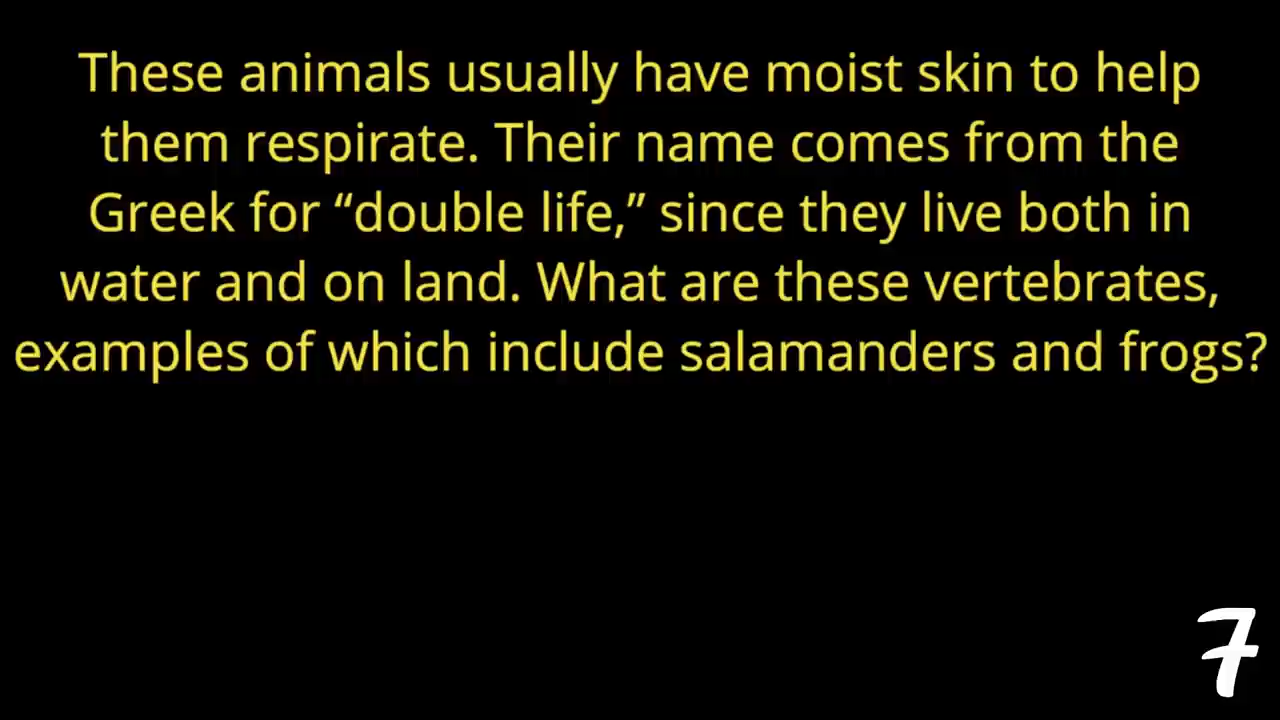 These animals usually have moist skin to help
them respirate. Their name comes from the
Greek for “double life,” since they live both in
water and on land. What are these vertebrates,
examples of which include salamanders and frogs?
7